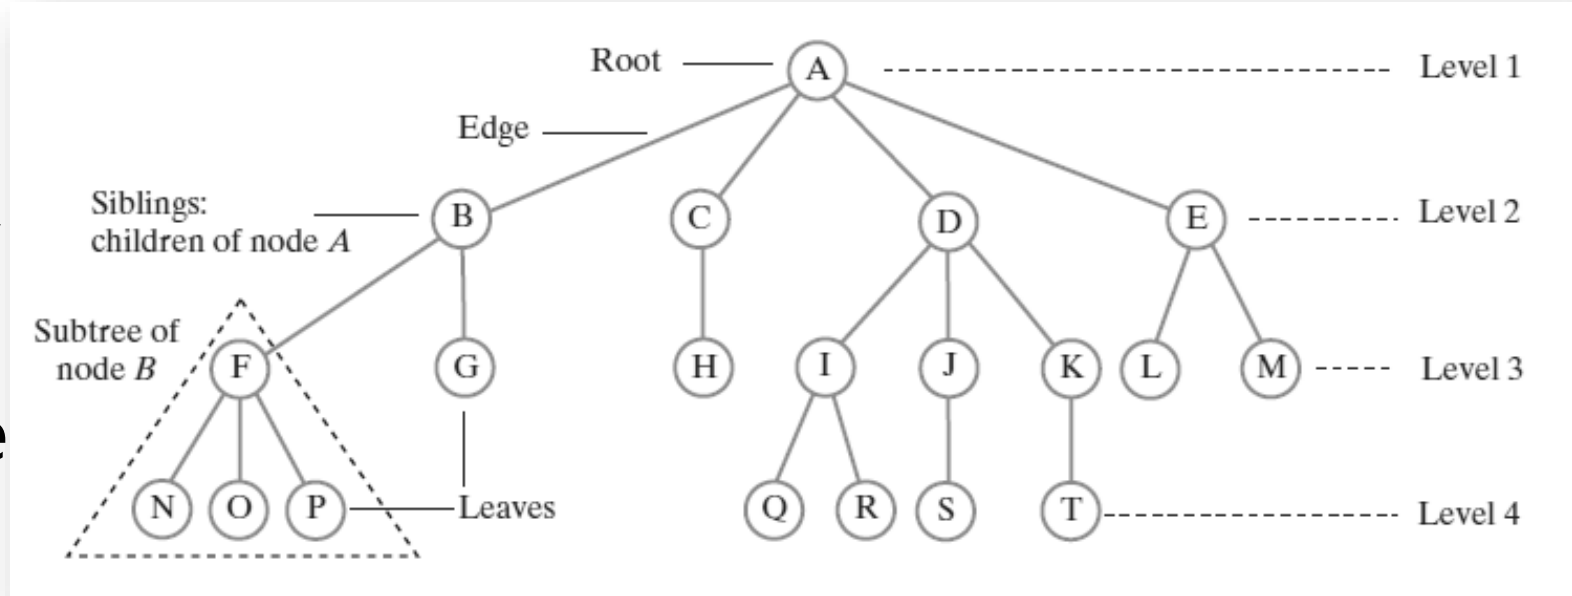 Root
A
Level 1
Edge
Siblings:
children of node A
B
C
D
E
Level 2
Subtree of
node B
F
G
H
I
J
K
L
M
Level 3
N
O
P
Leaves
Q
R
S
T
Level 4
e